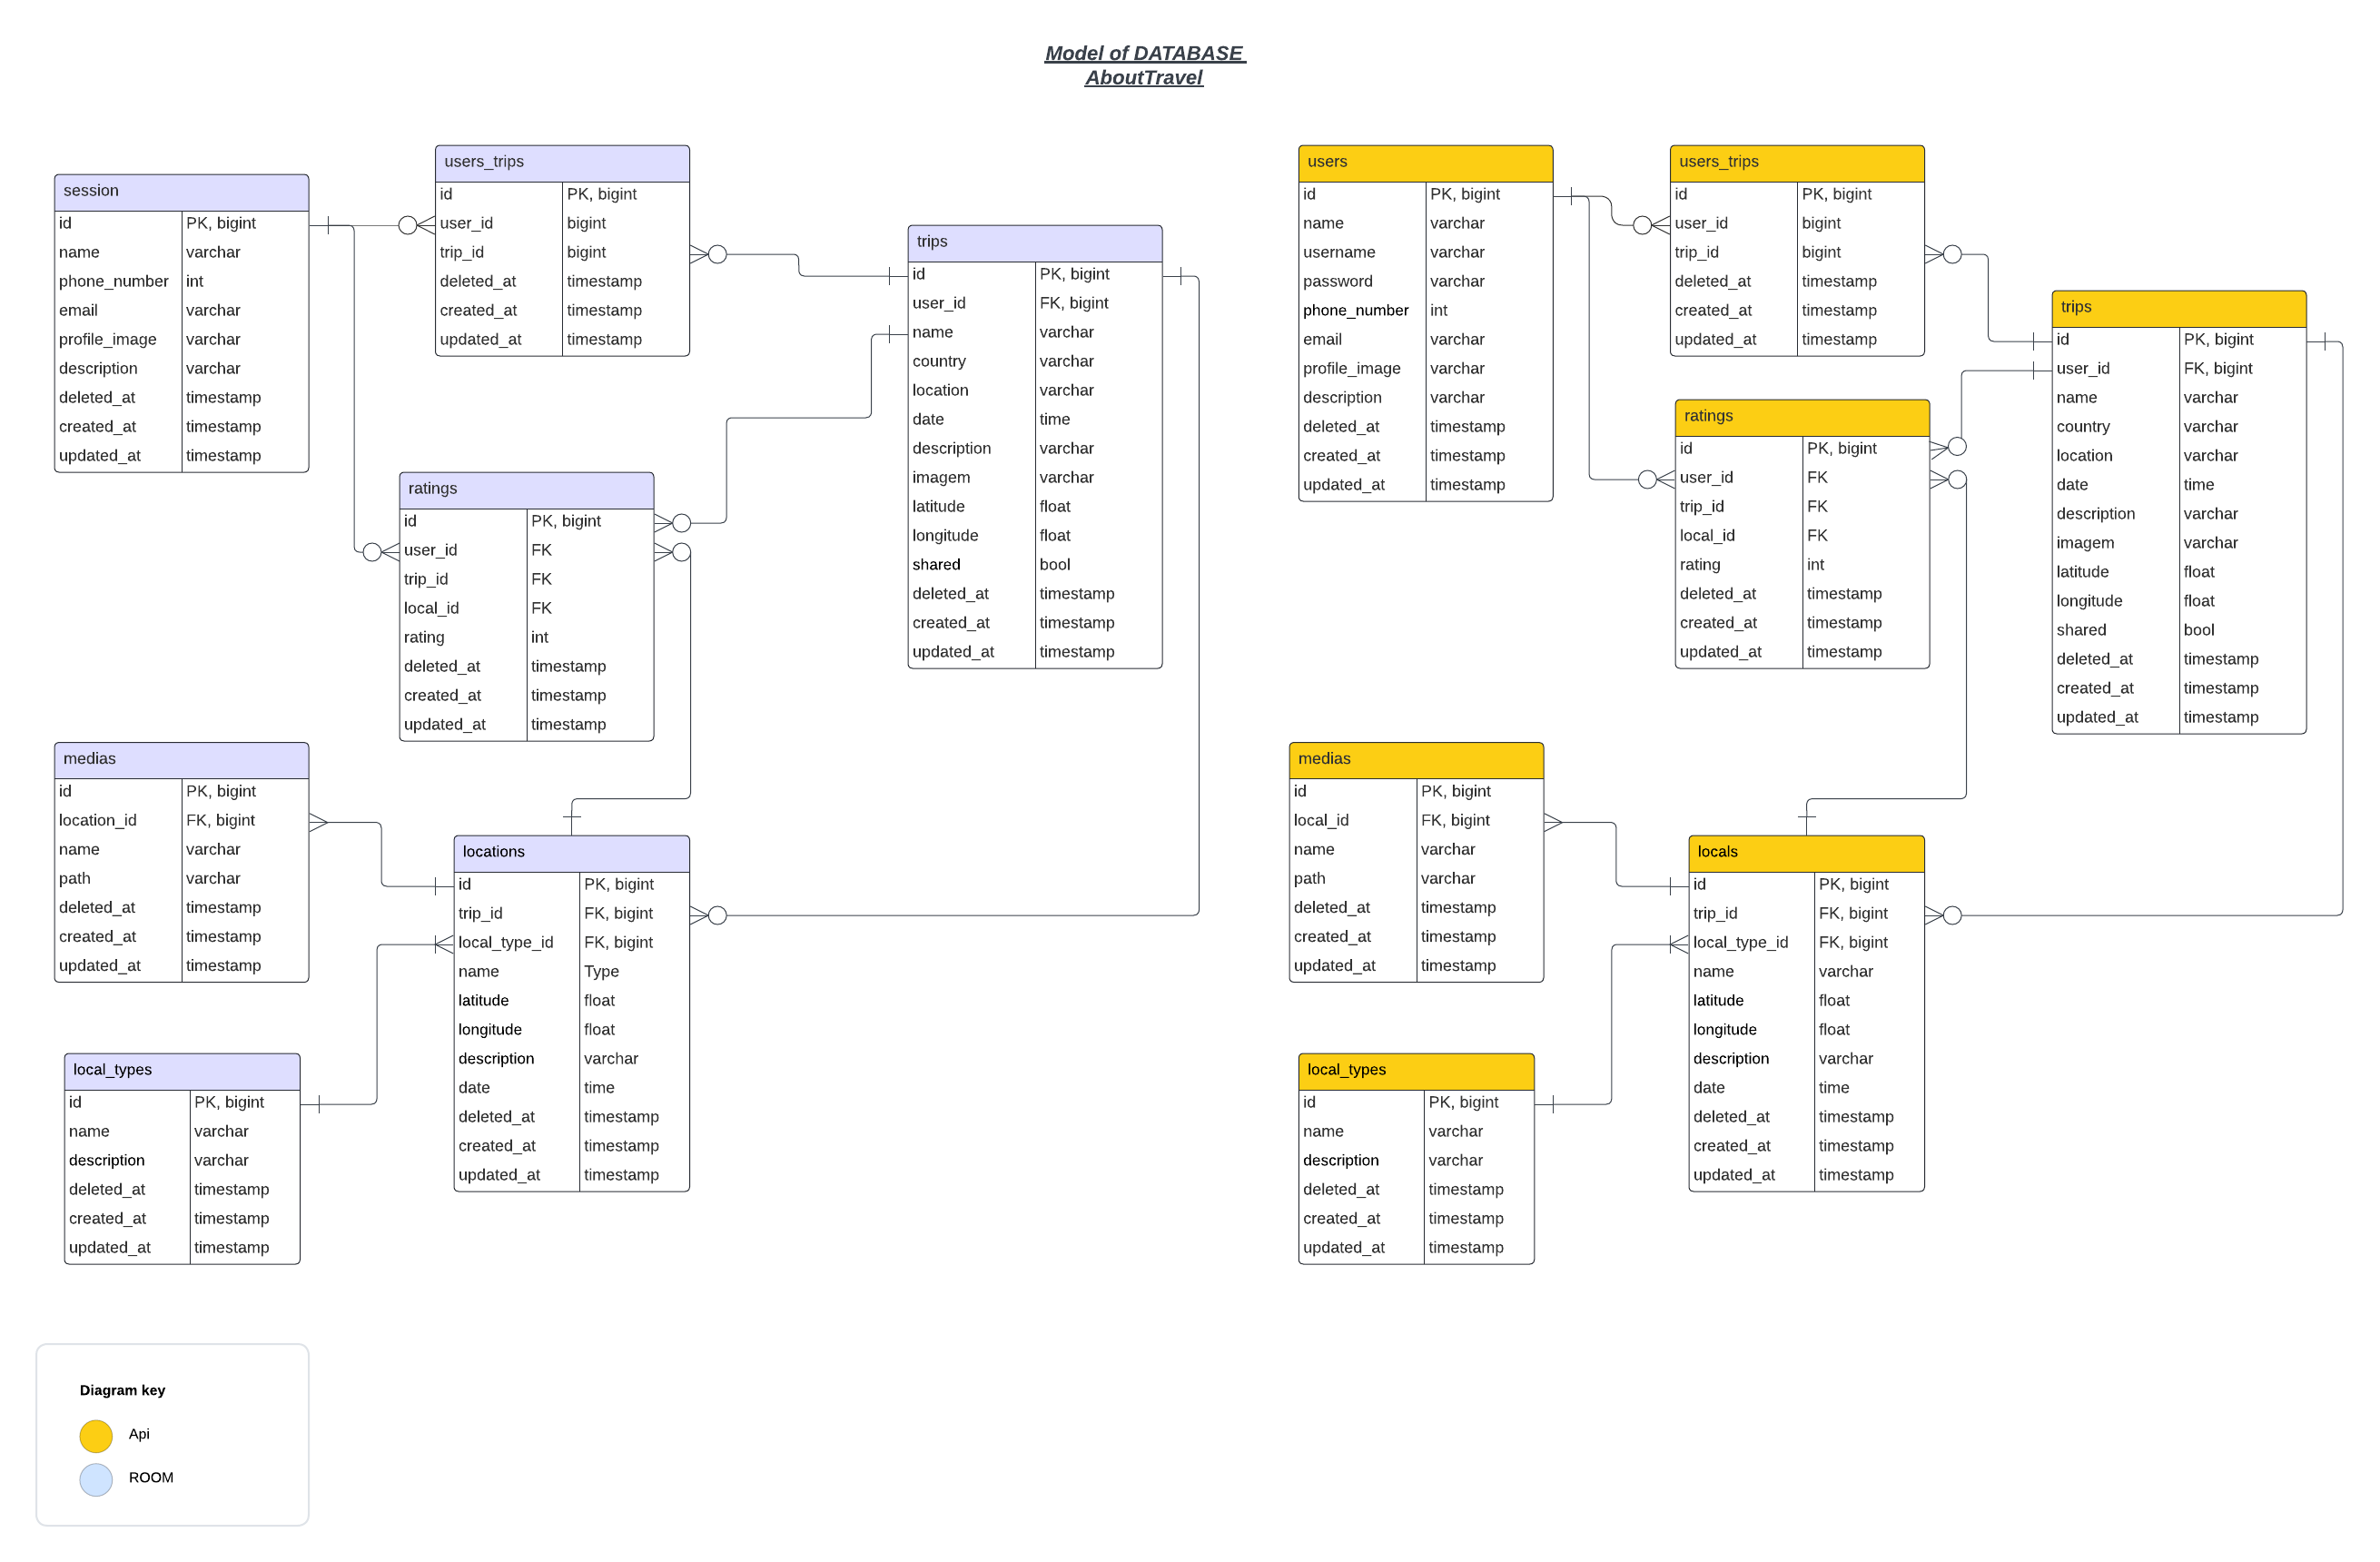 Model of DATABASE
AboutTravel
session
id PK, bigint
name varchar
phone_number int
email varchar
profile_image varchar
description varchar
deleted_at timestamp
created_at timestamp
updated_at timestamp
users_trips
id PK, bigint
user_id bigint
trip_id bigint
deleted_at timestamp
created_at timestamp
updated_at timestamp
trips
id PK, bigint
user_id FK, bigint
name varchar
country varchar
location varchar
date time
description varchar
imagem varchar
latitude float
longitude float
shared bool
deleted_at timestamp
created_at timestamp
updated_at timestamp
ratings
id PK, bigint
user_id FK
trip_id FK
local_id FK
rating int
deleted_at timestamp
created_at timestamp
updated_at timestamp
medias
id PK, bigint
location_id FK, bigint
name varchar
path varchar
deleted_at timestamp
created_at timestamp
updated_at timestamp
locations
id PK, bigint
trip_id FK, bigint
local_type_id FK, bigint
name Type
latitude float
longitude float
description varchar
date time
deleted_at timestamp
created_at timestamp
updated_at timestamp
local_types
id PK, bigint
name varchar
description varchar
deleted_at timestamp
created_at timestamp
updated_at timestamp
users
id PK, bigint
name varchar
username varchar
password varchar
phone_number int
email varchar
profile_image varchar
description varchar
deleted_at timestamp
created_at timestamp
updated_at timestamp
users_trips
id PK, bigint
user_id bigint
trip_id bigint
deleted_at timestamp
created_at timestamp
updated_at timestamp
trips
id PK, bigint
user_id FK, bigint
name varchar
country varchar
location varchar
date time
description varchar
imagem varchar
latitude float
longitude float
shared bool
deleted_at timestamp
created_at timestamp
updated_at timestamp
ratings
id PK, bigint
user_id FK
trip_id FK
local_id FK
rating int
deleted_at timestamp
created_at timestamp
updated_at timestamp
medias
id PK, bigint
local_id FK, bigint
name varchar
path varchar
deleted_at timestamp
created_at timestamp
updated_at timestamp
locals
id PK, bigint
trip_id FK, bigint
local_type_id FK, bigint
name varchar
latitude float
longitude float
description varchar
date time
deleted_at timestamp
created_at timestamp
updated_at timestamp
local_types
id PK, bigint
name varchar
description varchar
deleted_at timestamp
created_at timestamp
updated_at timestamp
Diagram key
Api
ROOM